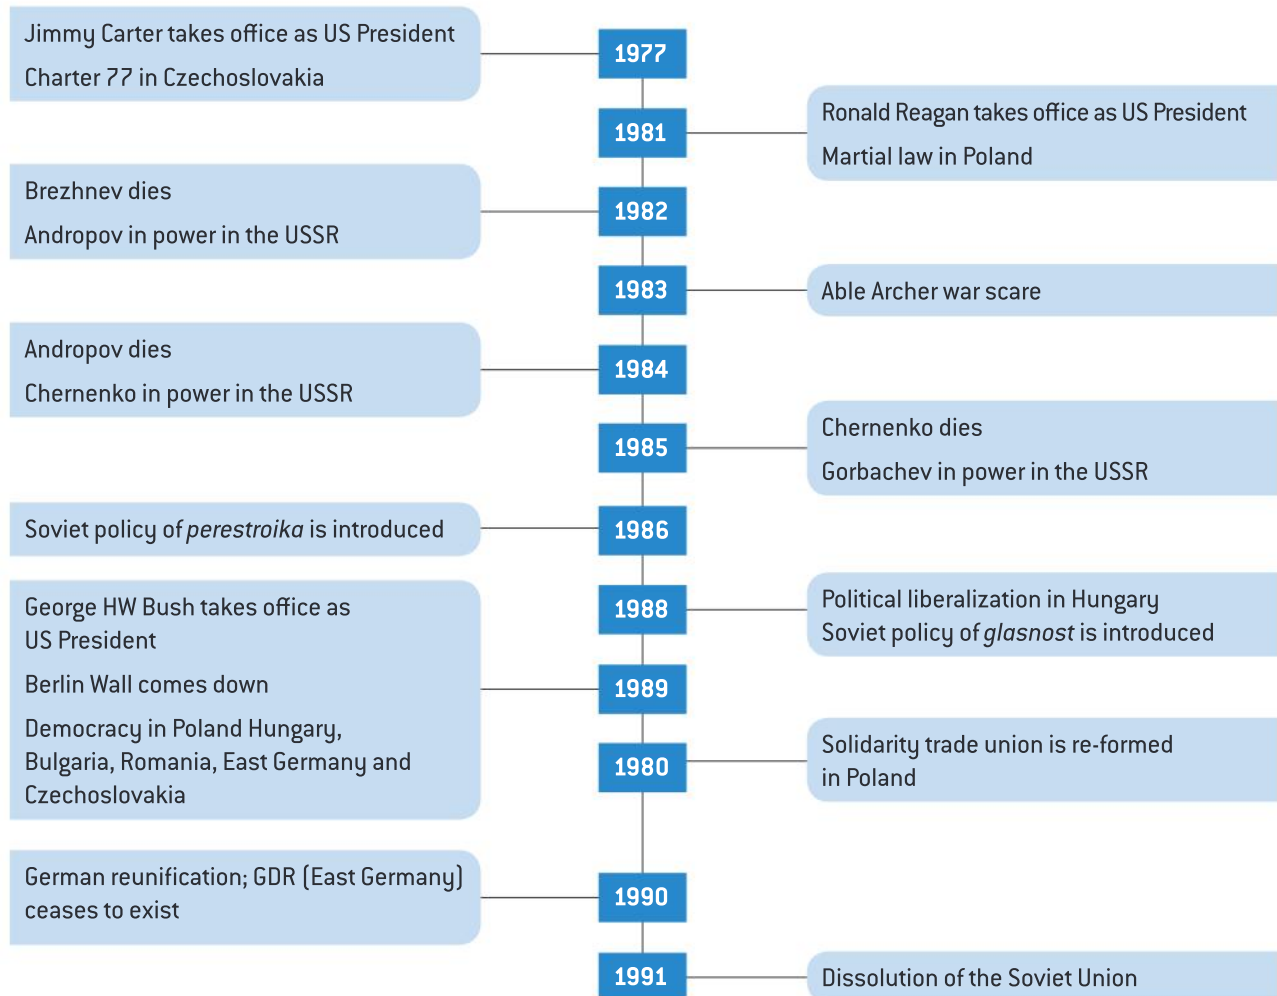 Jimmy Carter takes office as US President
Charter 77 in Czechoslovakia
1977
1981
Ronald Reagan takes office as US President
Martial law in Poland
Brezhnev dies
Andropov in power in the USSR
1982
1983
Able Archer war scare
Andropov dies
Chernenko in power in the USSR
1984
1985
Chernenko dies
Gorbachev in power in the USSR
Soviet policy of perestroika is introduced
1986
1988
Political liberalization in Hungary
Soviet policy of glasnost is introduced
George HW Bush takes office as
US President
Berlin Wall comes down
Democracy in Poland Hungary,
Bulgaria, Romania, East Germany and
Czechoslovakia
1989
1980
Solidarity trade union is re-formed
in Poland
German reunification; GDR (East Germany)
ceases to exist
1990
1991
Dissolution of the Soviet Union